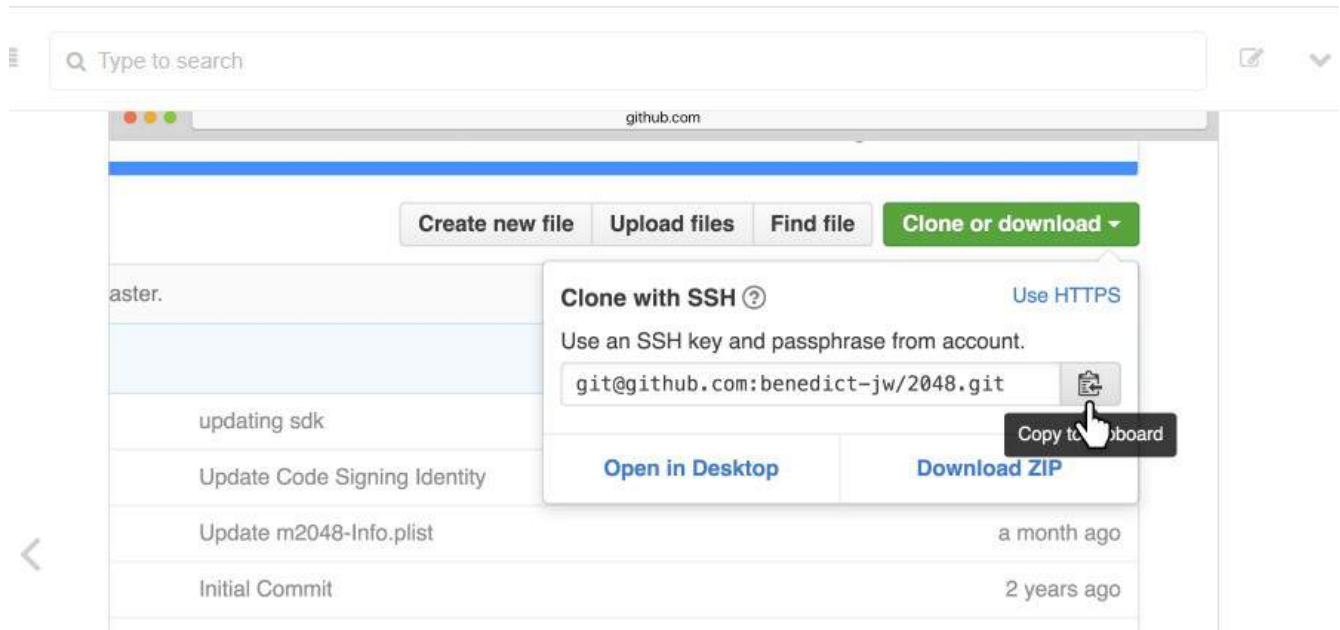 Type to search
github.com
Create new file Upload files Find file Clone or download
aster.
Clone with SSH ? Use HTTPS
Use an SSH key and passphrase from account.
git@github.com:benedict-jw/2048.git
updating sdk
Copy to board
Update Code Signing Identity
Open in Desktop Download ZIP
Update m2048-Info.plist a month ago
Initial Commit 2 years ago